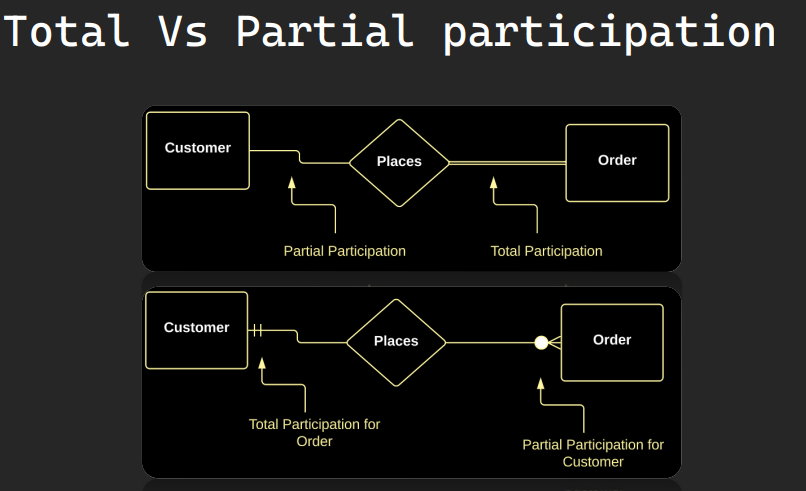 Total Vs Partial participation
Customer
Places
Order
Partial Participation
Total Participation
Customer
Places
Order
Total Participation for
Order
Partial Participation for
Customer